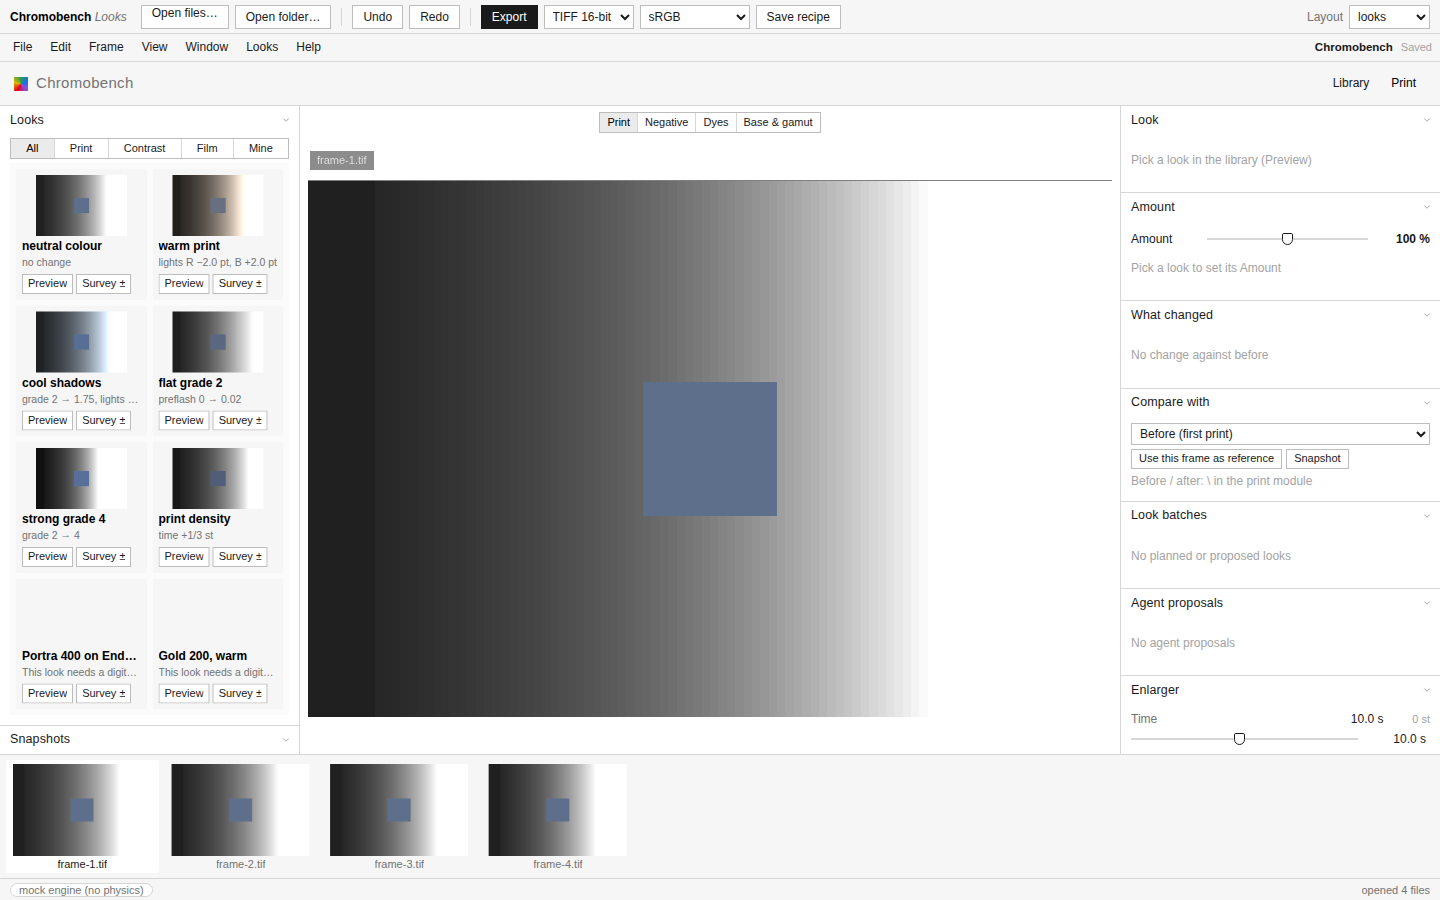 Chromobench Looks
Open files…
Open folder…
Undo
Redo
Export
TIFF 16-bit
sRGB
Save recipe
Layout
looks
File Edit Frame View Window Looks Help
Chromobench Saved
Chromobench
Library Print
Looks
All Print Contrast Film Mine
neutral colour
no change
Preview Survey ±
warm print
lights R −2.0 pt, B +2.0 pt
Preview Survey ±
cool shadows
grade 2 → 1.75, lights …
Preview Survey ±
flat grade 2
preflash 0 → 0.02
Preview Survey ±
strong grade 4
grade 2 → 4
Preview Survey ±
print density
time +1/3 st
Preview Survey ±
Portra 400 on End…
This look needs a digit…
Preview Survey ±
Gold 200, warm
This look needs a digit…
Preview Survey ±
Snapshots
Print Negative Dyes Base & gamut
frame-1.tif
Look
Pick a look in the library (Preview)
Amount
Amount 100 %
Pick a look to set its Amount
What changed
No change against before
Compare with
Before (first print)
Use this frame as reference Snapshot
Before / after: \ in the print module
Look batches
No planned or proposed looks
Agent proposals
No agent proposals
Enlarger
Time 10.0 s 0 st
10.0 s
frame-1.tif
frame-2.tif
frame-3.tif
frame-4.tif
mock engine (no physics)
opened 4 files